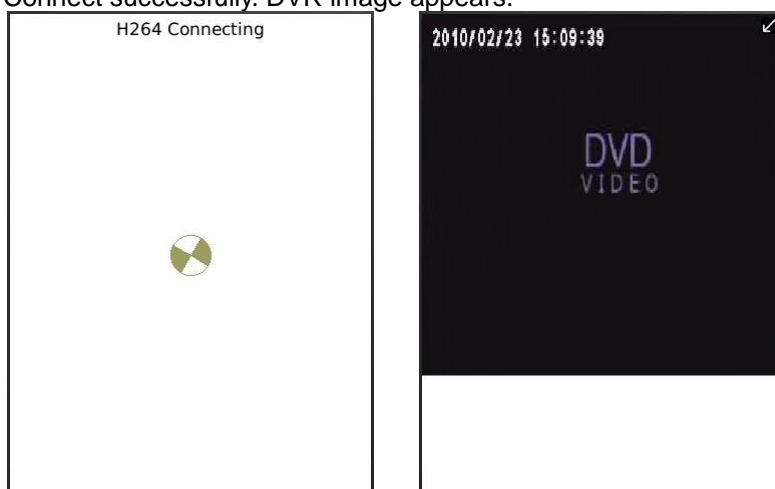 Connect successfully. DVR image appears.
H264 Connecting
2010/02/23 15:09:39
DVD
VIDEO